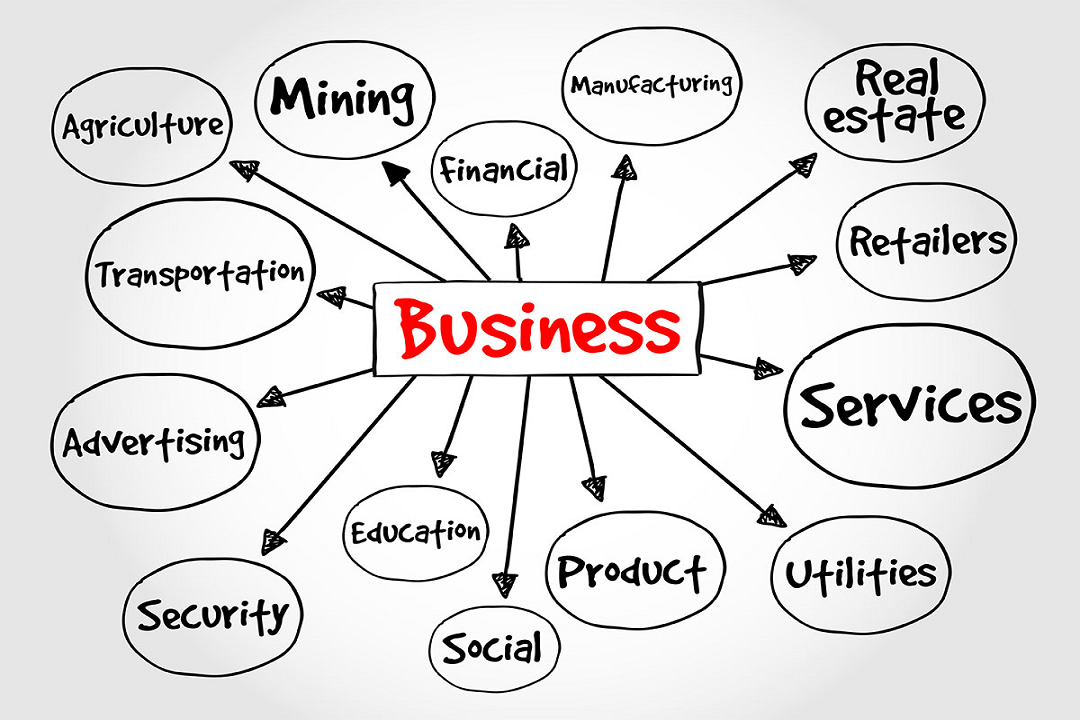 Agriculture
Mining
Financial
Manufacturing
Real
estate
Transportation
Retailers
Business
Services
Advertising
Education
Security
Social
Product
Utilities